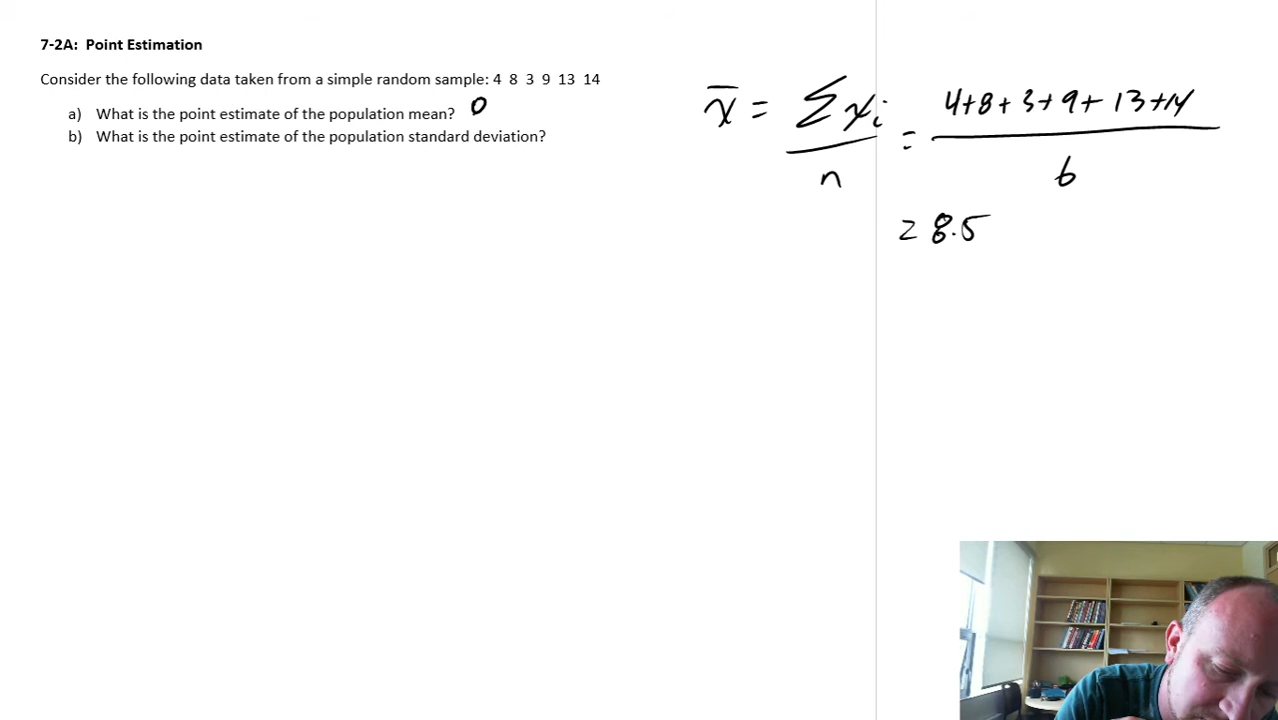 7-2A: Point Estimation
Consider the following data taken from a simple random sample: 4 8 3 9 13 14
a) What is the point estimate of the population mean? 0
b) What is the point estimate of the population standard deviation?
x̄ = Σxᵢ / n = 4+8+3+9+13+14 / 6
= 8.5